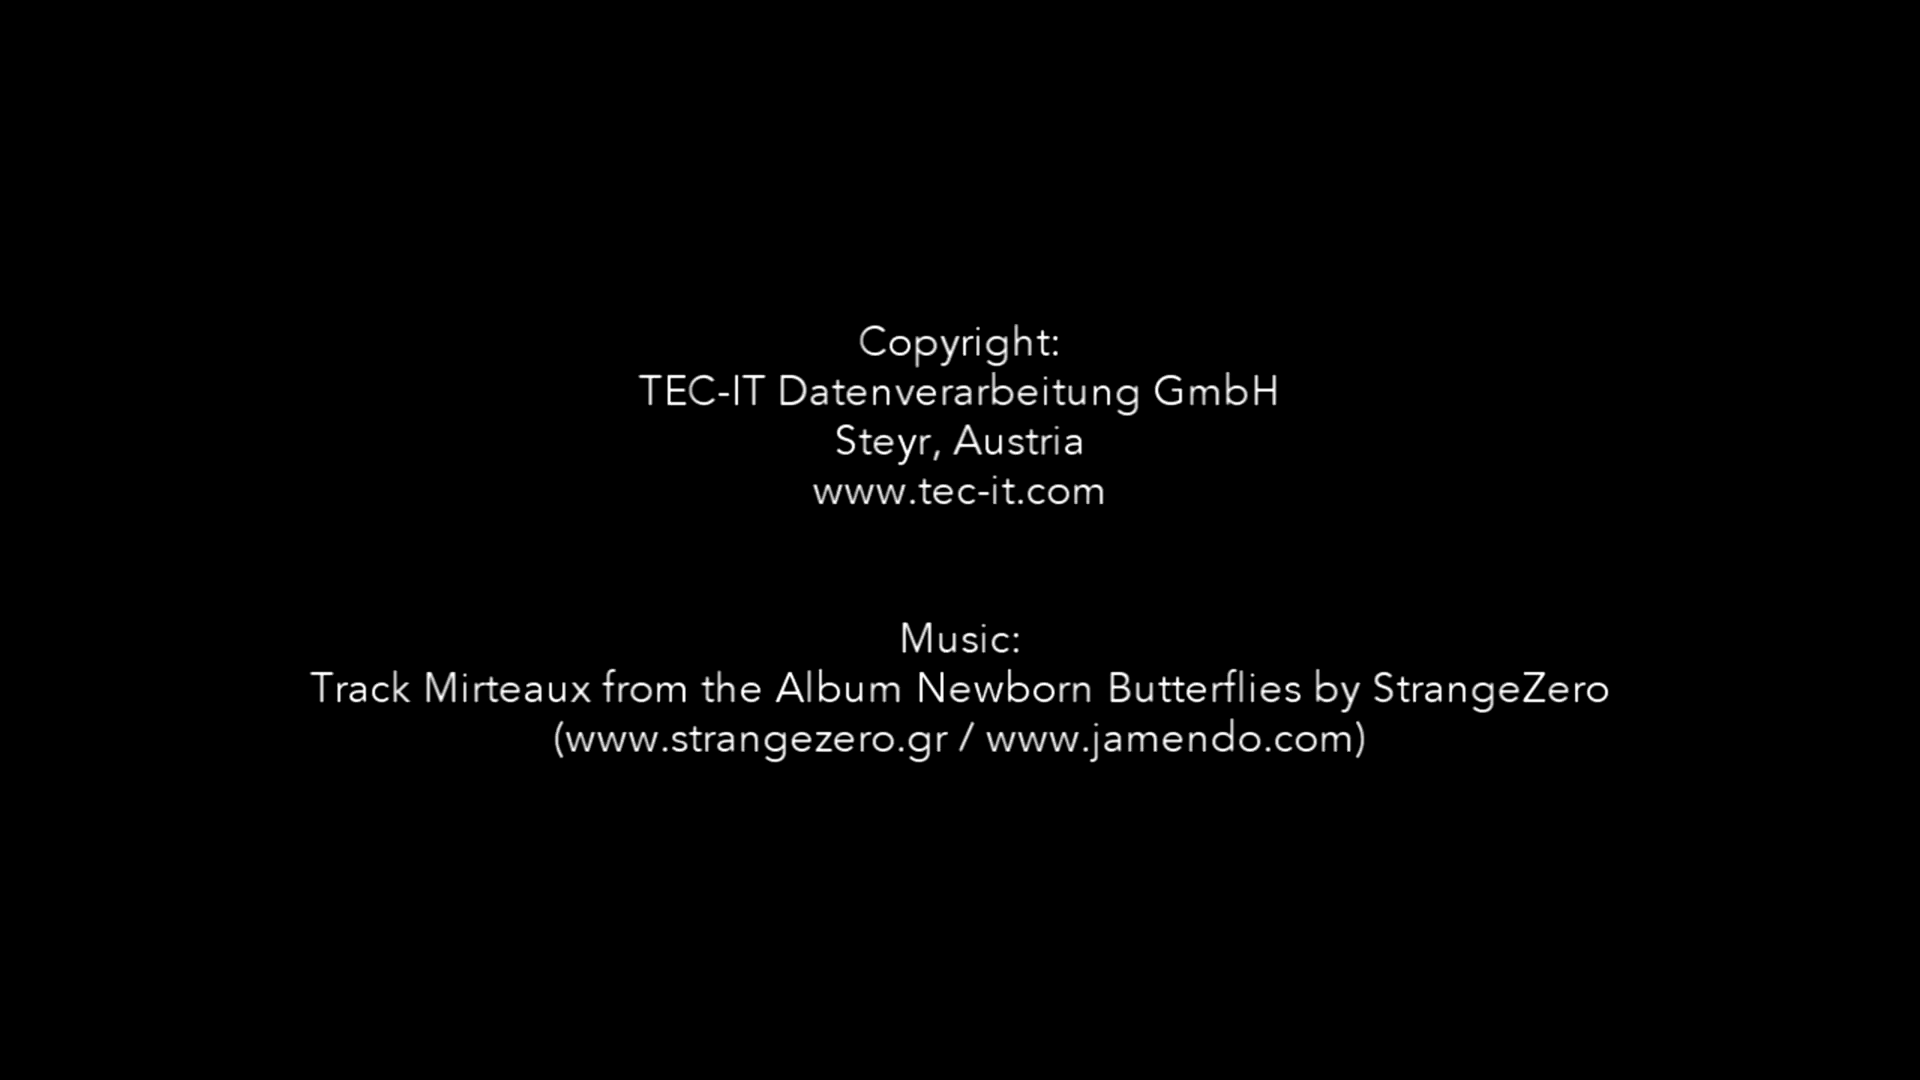 Copyright:
TEC-IT Datenverarbeitung GmbH
Steyr, Austria
www.tec-it.com
Music:
Track Mirteaux from the Album Newborn Butterflies by StrangeZero
(www.strangezero.gr / www.jamendo.com)